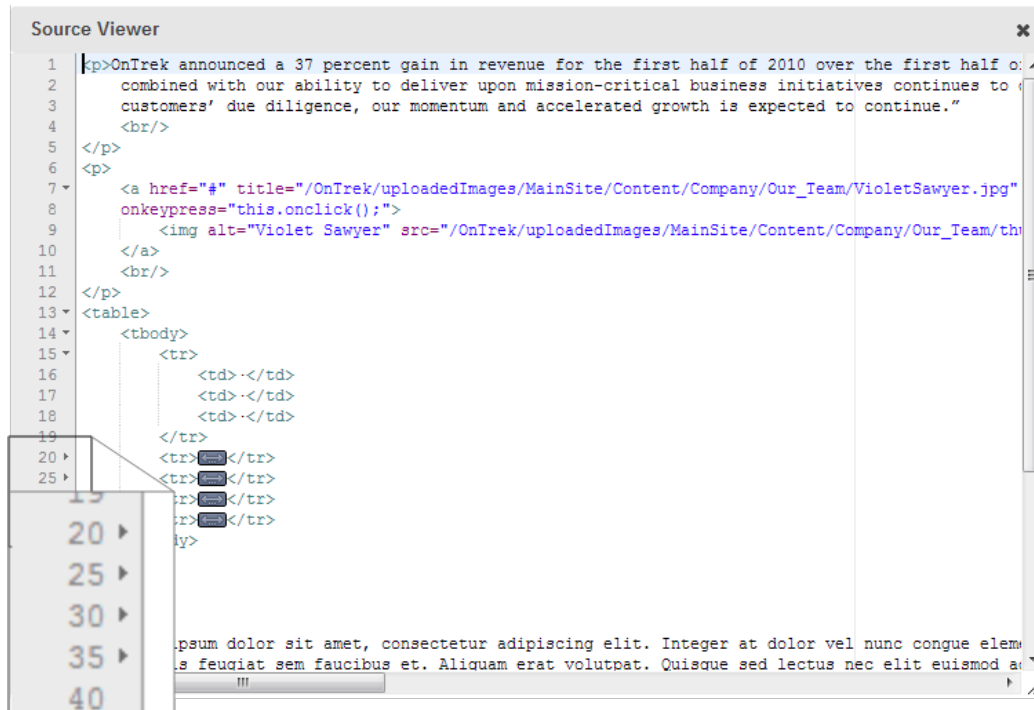 Source Viewer
1 <p>OnTrek announced a 37 percent gain in revenue for the first half of 2010 over the first half
2 combined with our ability to deliver upon mission-critical business initiatives continues to
3 customers’ due diligence, our momentum and accelerated growth is expected to continue.”
4 <br/>
5 </p>
6 <p>
7 <a href="#" title="/OnTrek/uploadedImages/MainSite/Content/Company/Our_Team/VioletSawyer.jpg"
8 onkeypress="this.onclick();">
9 <img alt="Violet Sawyer" src="/OnTrek/uploadedImages/MainSite/Content/Company/Our_Team/
10 </a>
11 <br/>
12 </p>
13 <table>
14 <tbody>
15 <tr>
16 <td>·</td>
17 <td>·</td>
18 <td>·</td>
19 </tr>
20 <tr></tr>
25 <tr></tr>
19 tr></tr>
tr></tr>
20 dy>
25
30
35 ipsum dolor sit amet, consectetur adipiscing elit. Integer at dolor vel nunc congue
feugiat sem faucibus et. Aliquam erat volutpat. Quisque sed lectus nec elit euismod
40